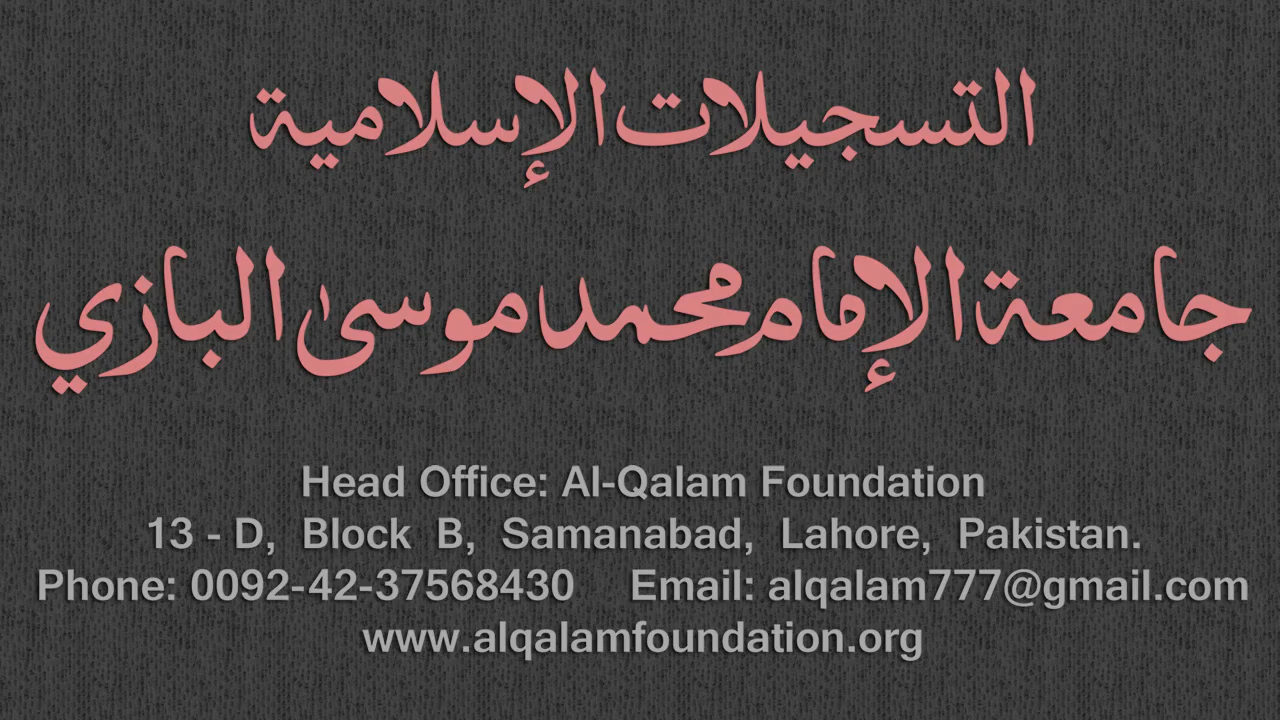 التسجيلات الإسلامية
جامعة الإمام محمد موسىٰ البازي
Head Office: Al-Qalam Foundation
13 - D, Block B, Samanabad, Lahore, Pakistan.
Phone: 0092-42-37568430 Email: alqalam777@gmail.com
www.alqalamfoundation.org